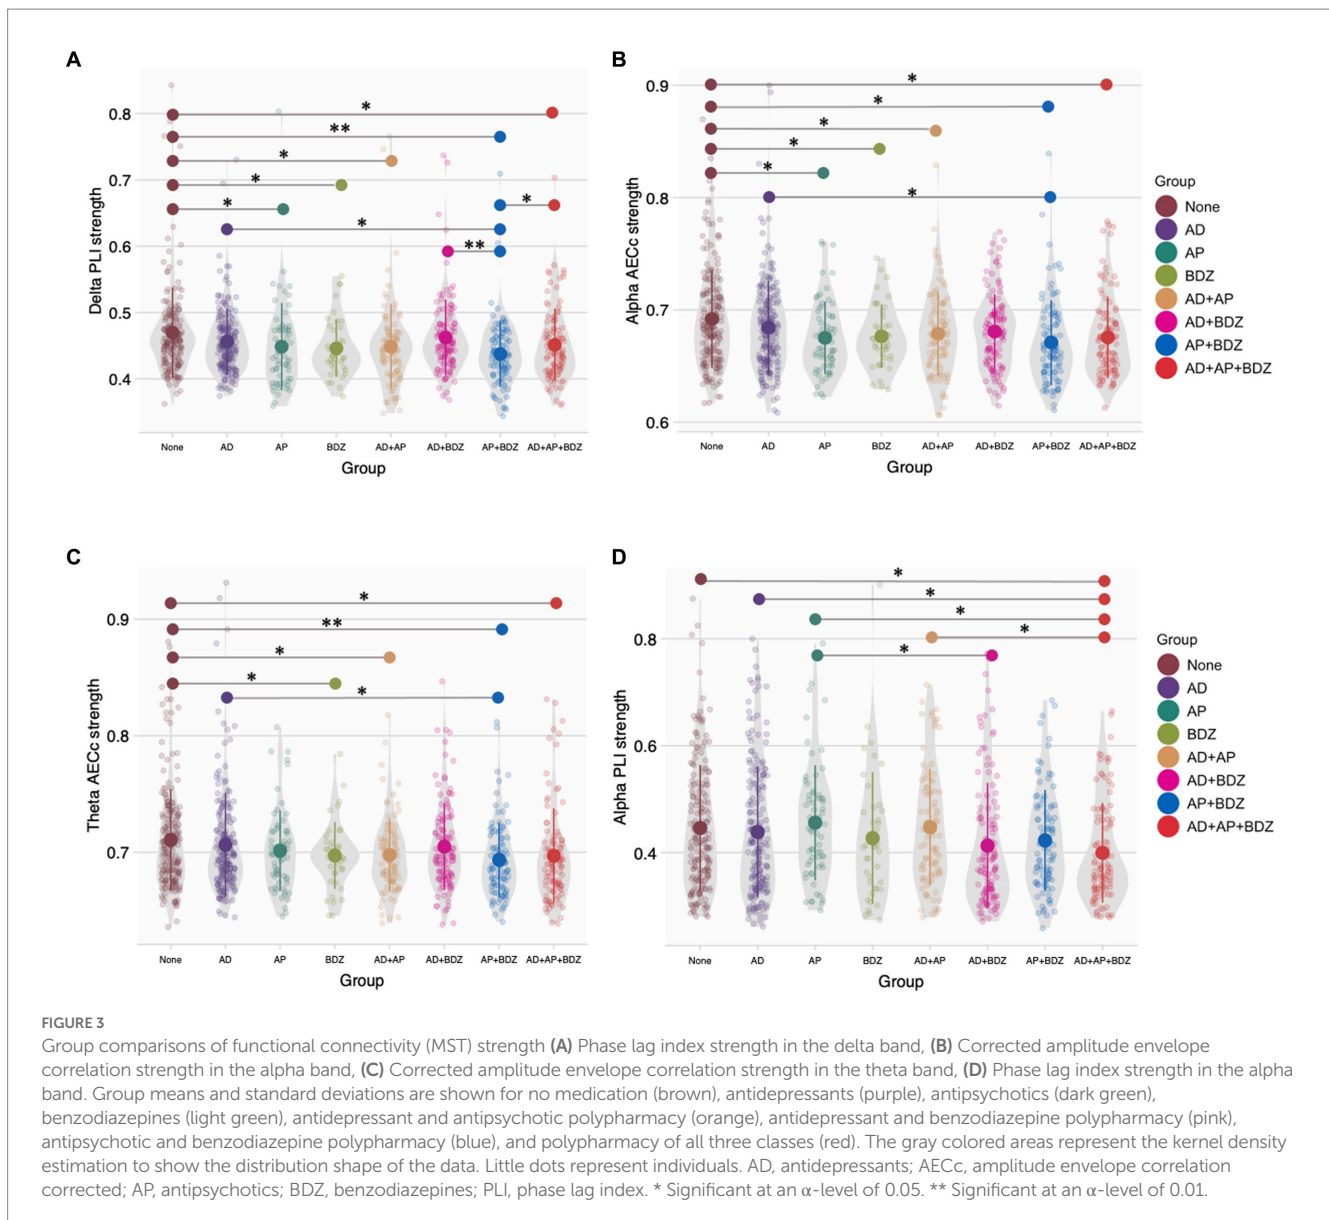 A
Delta PLI strength
0.8
0.7
0.6
0.5
0.4
*
**
*
*
*
*
*
**
None AD AP BDZ AD+AP AD+BDZ AP+BDZ AD+AP+BDZ
Group
B
Alpha AECc strength
0.9
0.8
0.7
0.6
*
*
*
*
*
*
None AD AP BDZ AD+AP AD+BDZ AP+BDZ AD+AP+BDZ
Group
Group
None
AD
AP
BDZ
AD+AP
AD+BDZ
AP+BDZ
AD+AP+BDZ
C
Theta AECc strength
0.9
0.8
0.7
*
**
*
*
*
None AD AP BDZ AD+AP AD+BDZ AP+BDZ AD+AP+BDZ
Group
D
Alpha PLI strength
0.8
0.6
0.4
*
*
*
*
*
None AD AP BDZ AD+AP AD+BDZ AP+BDZ AD+AP+BDZ
Group
Group
None
AD
AP
BDZ
AD+AP
AD+BDZ
AP+BDZ
AD+AP+BDZ
FIGURE 3
Group comparisons of functional connectivity (MST) strength (A) Phase lag index strength in the delta band, (B) Corrected amplitude envelope
correlation strength in the alpha band, (C) Corrected amplitude envelope correlation strength in the theta band, (D) Phase lag index strength in the alpha
band. Group means and standard deviations are shown for no medication (brown), antidepressants (purple), antipsychotics (dark green),
benzodiazepines (light green), antidepressant and antipsychotic polypharmacy (orange), antidepressant and benzodiazepine polypharmacy (pink),
antipsychotic and benzodiazepine polypharmacy (blue), and polypharmacy of all three classes (red). The gray colored areas represent the kernel density
estimation to show the distribution shape of the data. Little dots represent individuals. AD, antidepressants; AECc, amplitude envelope correlation
corrected; AP, antipsychotics; BDZ, benzodiazepines; PLI, phase lag index. * Significant at an α-level of 0.05. ** Significant at an α-level of 0.01.